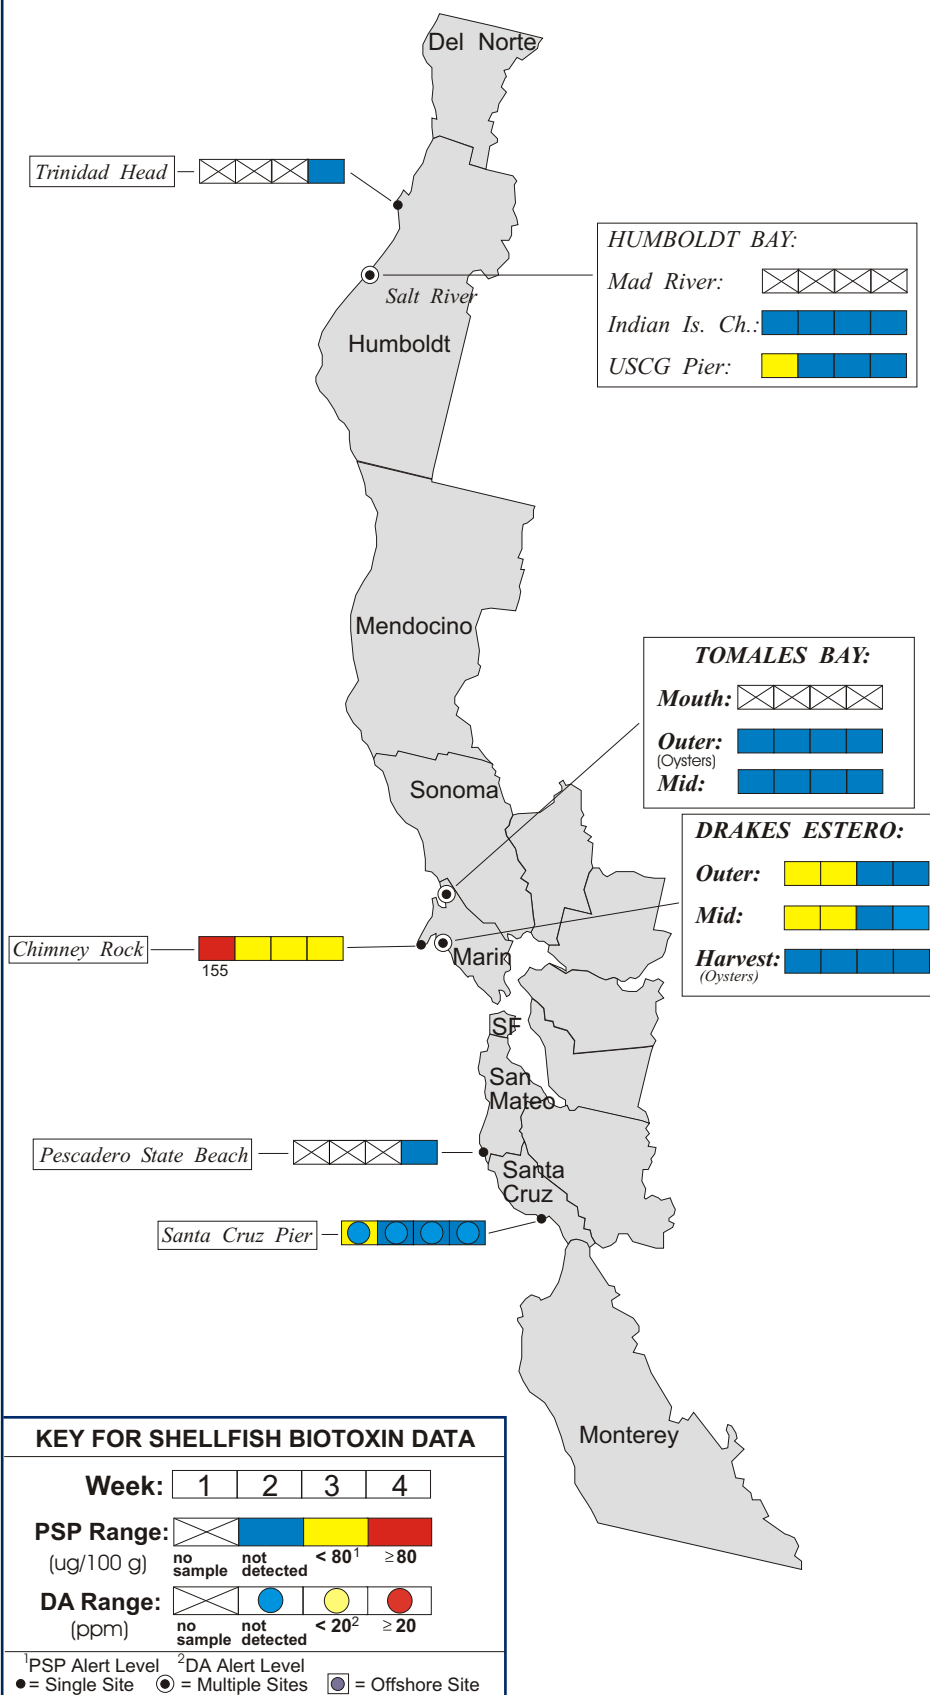 Del Norte
Trinidad Head
HUMBOLDT BAY:
Mad River:
Indian Is. Ch.:
USCG Pier:
Salt River
Humboldt
Mendocino
TOMALES BAY:
Mouth:
Outer:
(Oysters)
Mid:
Sonoma
DRAKES ESTERO:
Outer:
Mid:
Harvest:
(Oysters)
Chimney Rock
155
Marin
SF
San
Mateo
Pescadero State Beach
Santa
Cruz
Santa Cruz Pier
Monterey
KEY FOR SHELLFISH BIOTOXIN DATA
Week: 1 2 3 4
PSP Range:
(ug/100 g)
no sample not detected < 80¹ ≥80
DA Range:
(ppm)
no sample not detected < 20² ≥ 20
¹PSP Alert Level ²DA Alert Level
= Single Site = Multiple Sites = Offshore Site